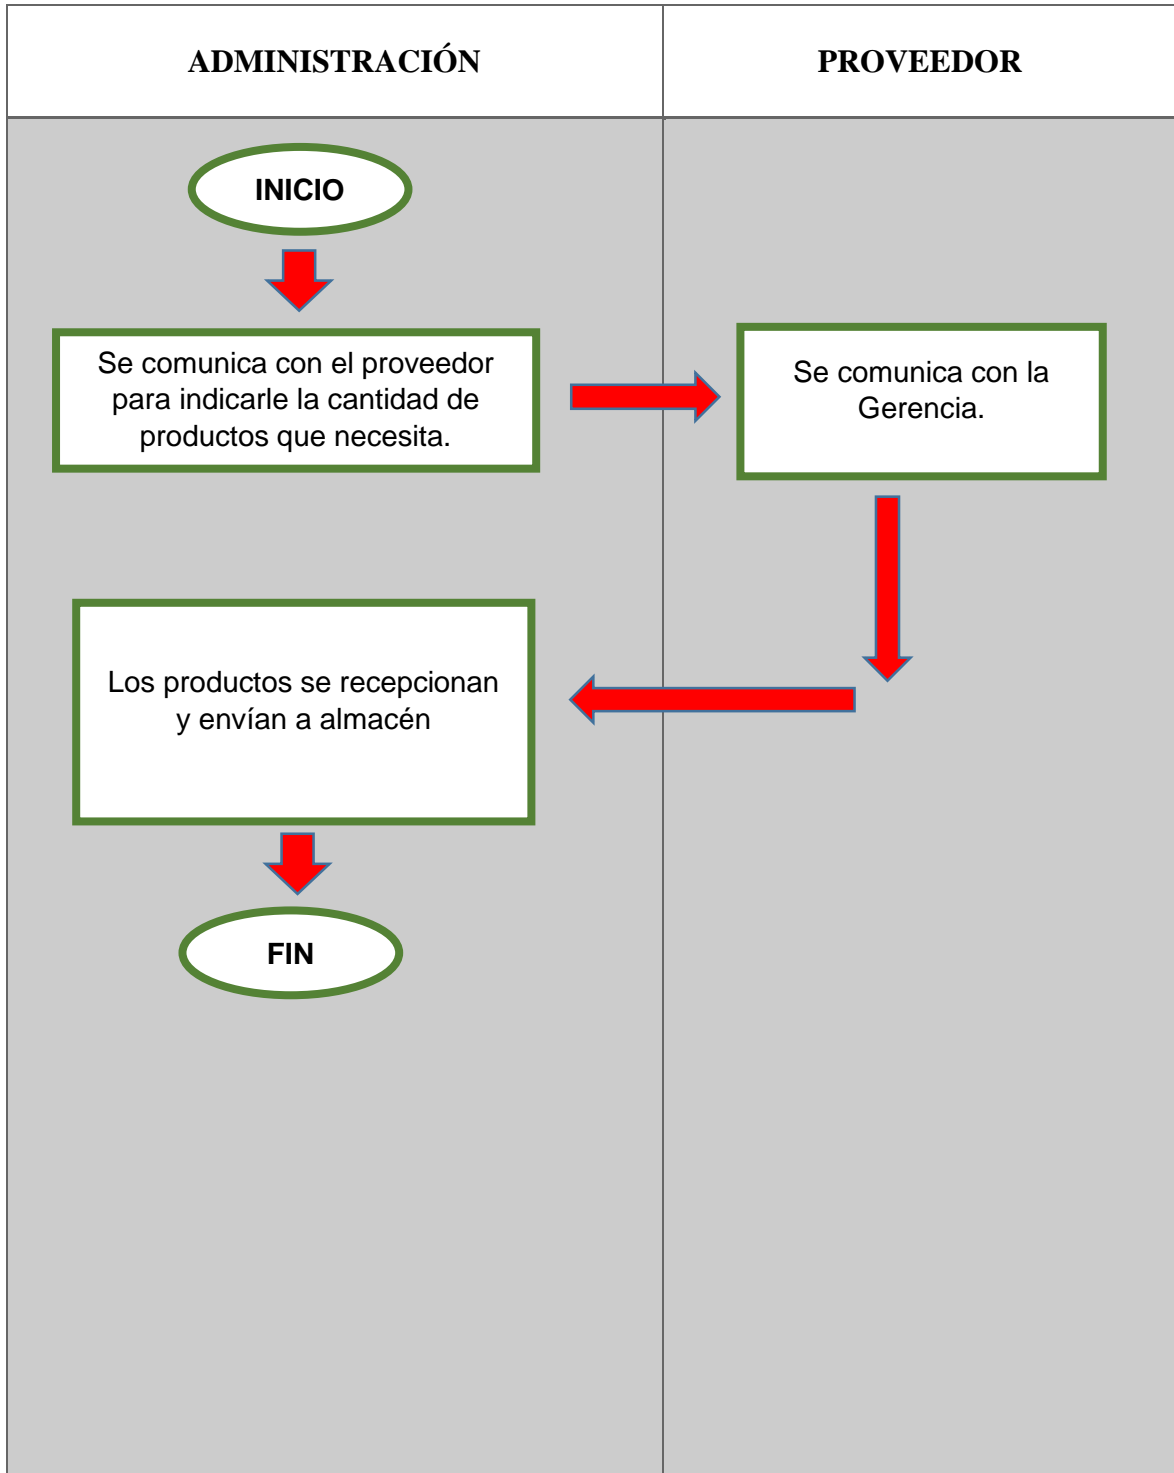 ADMINISTRACIÓN
PROVEEDOR
INICIO
Se comunica con el proveedor
para indicarle la cantidad de
productos que necesita.
Se comunica con la
Gerencia.
Los productos se recepcionan
y envían a almacén
FIN